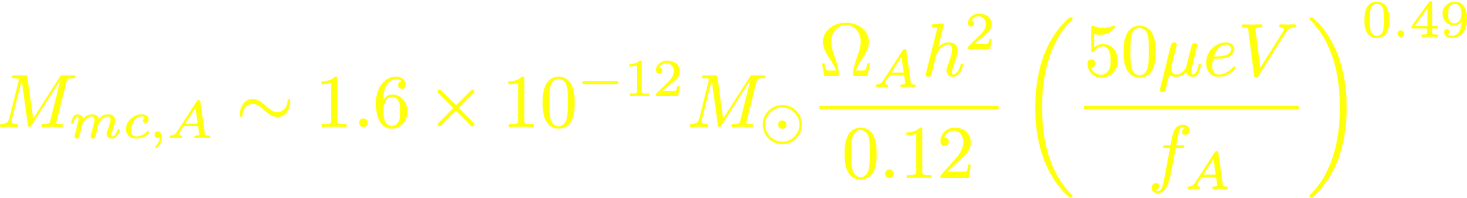 $M_{mc,A} \sim 1.6 \times 10^{-12} M_{\odot} \frac{\Omega_A h^2}{0.12} \left( \frac{50 \mu eV}{f_A} \right)^{0.49}$